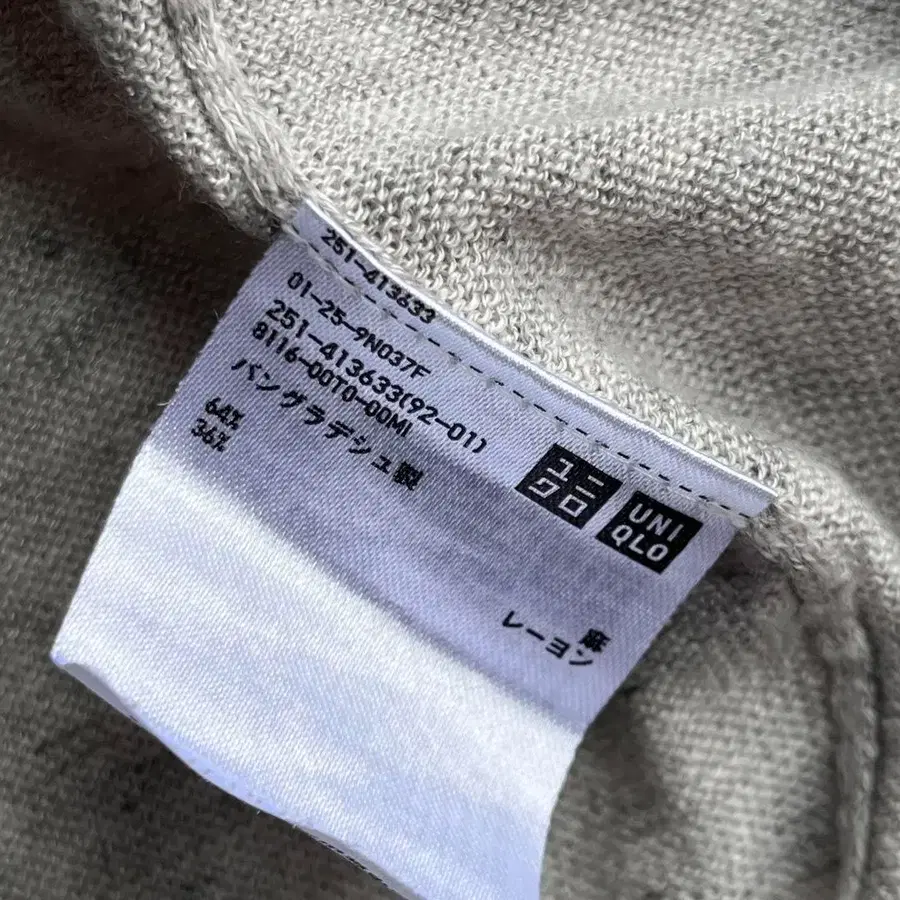 251-413633
ユニ
クロ
UNI
QLO
01-25-9N037F
251-413633(92-01)
8116-00T0-00MI
バングラデシュ製
麻 64%
レーヨン 36%